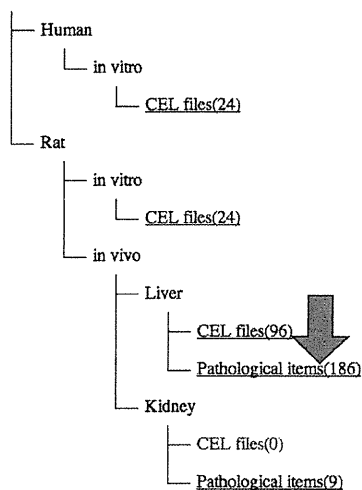 Human
in vitro
CEL files(24)
Rat
in vitro
CEL files(24)
in vivo
Liver
CEL files(96)
Pathological items(186)
Kidney
CEL files(0)
Pathological items(9)